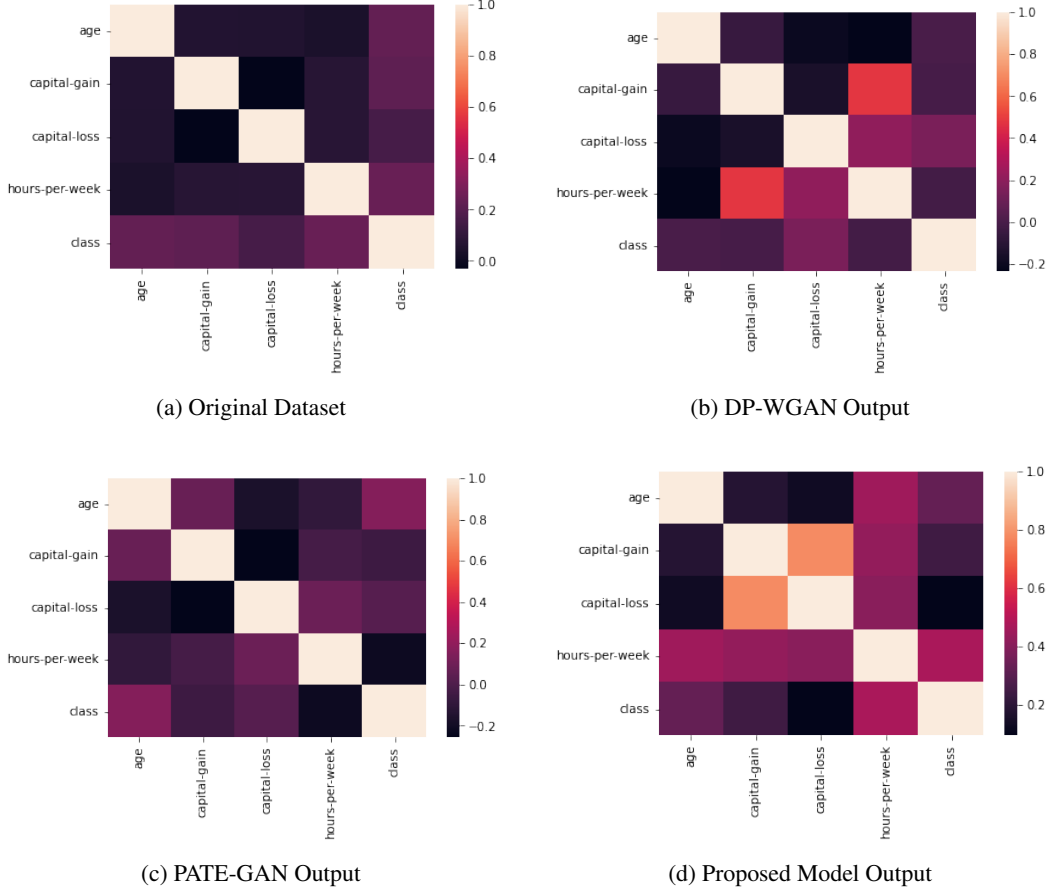 age
capital-gain
capital-loss
hours-per-week
class
age
capital-gain
capital-loss
hours-per-week
class
1.0
0.8
0.6
0.4
0.2
0.0
(a) Original Dataset
age
capital-gain
capital-loss
hours-per-week
class
age
capital-gain
capital-loss
hours-per-week
class
1.0
0.8
0.6
0.4
0.2
0.0
−0.2
(b) DP-WGAN Output
age
capital-gain
capital-loss
hours-per-week
class
age
capital-gain
capital-loss
hours-per-week
class
1.0
0.8
0.6
0.4
0.2
0.0
−0.2
(c) PATE-GAN Output
age
capital-gain
capital-loss
hours-per-week
class
age
capital-gain
capital-loss
hours-per-week
class
1.0
0.8
0.6
0.4
0.2
(d) Proposed Model Output